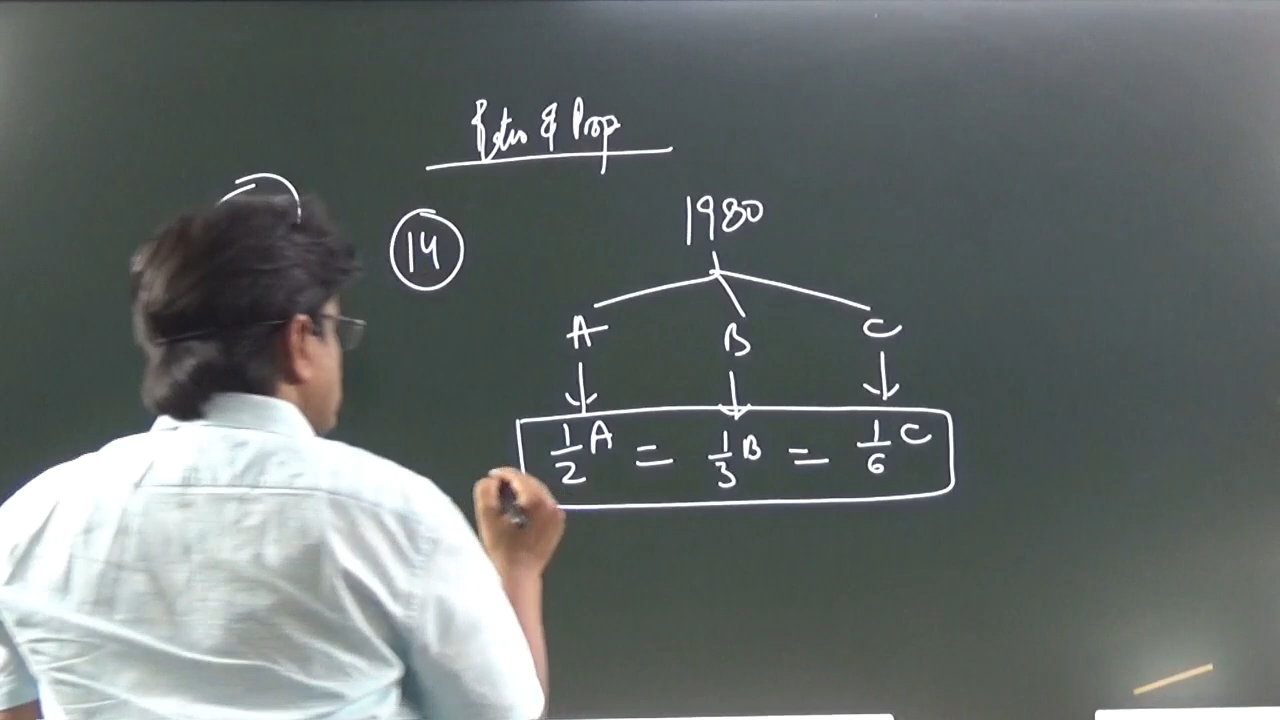 Ratio & Prop
14
1980
A B C
1/2 A = 1/3 B = 1/6 C